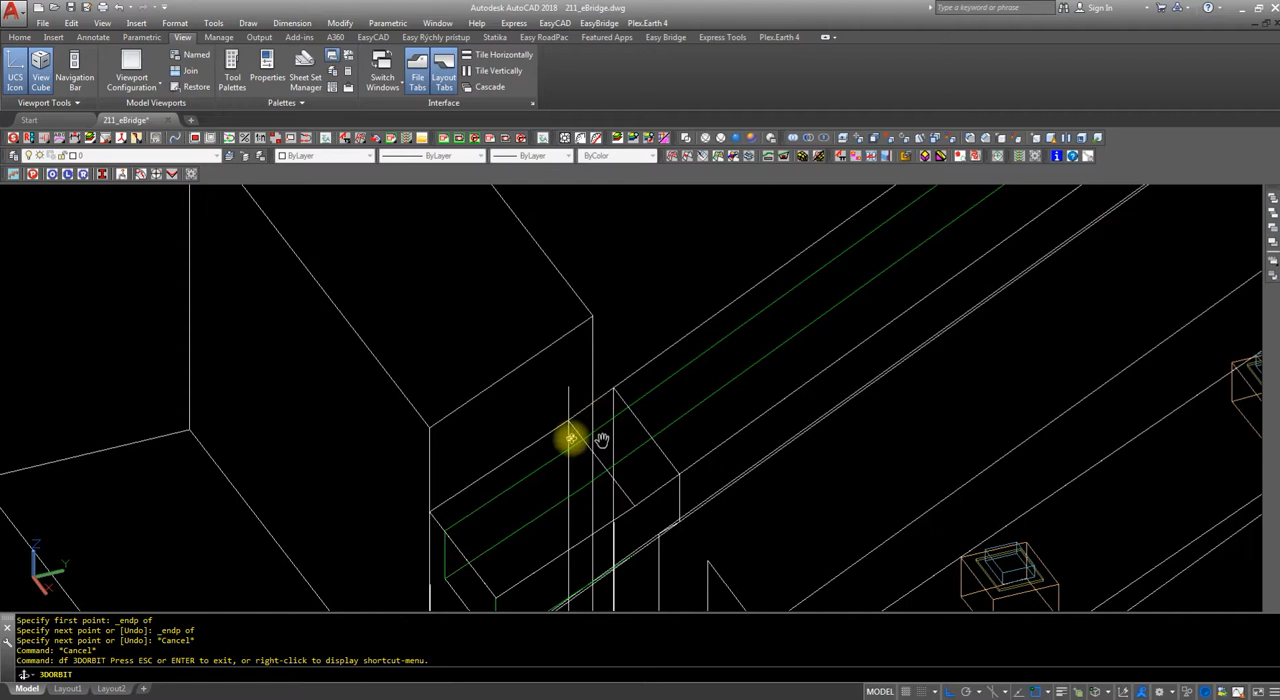 Autodesk AutoCAD 2018   211_eBridge.dwg
Type a keyword or phrase
Sign In
File Edit View Insert Format Tools Draw Dimension Modify Parametric Window Help Express EasyCAD EasyBridge Plex.Earth 4
Home Insert Annotate Parametric View Manage Output Add-ins A360 EasyCAD Easy Rýchly prístup Statika Easy RoadPac Featured Apps Easy Bridge Express Tools Plex.Earth 4
UCS Icon
View Cube
Navigation Bar
Viewport Configuration
Named
Join
Restore
Tool Palettes
Properties
Sheet Set Manager
Switch Windows
File Tabs
Layout Tabs
Tile Horizontally
Tile Vertically
Cascade
Viewport Tools
Model Viewports
Palettes
Interface
Start
211_eBridge*
0
ByLayer
ByLayer
ByLayer
ByColor
Z
Y
X
Specify first point: _endp of
Specify next point or [Undo]: _endp of
Specify next point or [Undo]: *Cancel*
Command: *Cancel*
Command: df 3DORBIT Press ESC or ENTER to exit, or right-click to display shortcut-menu.
3DORBIT
Model
Layout1
Layout2
MODEL